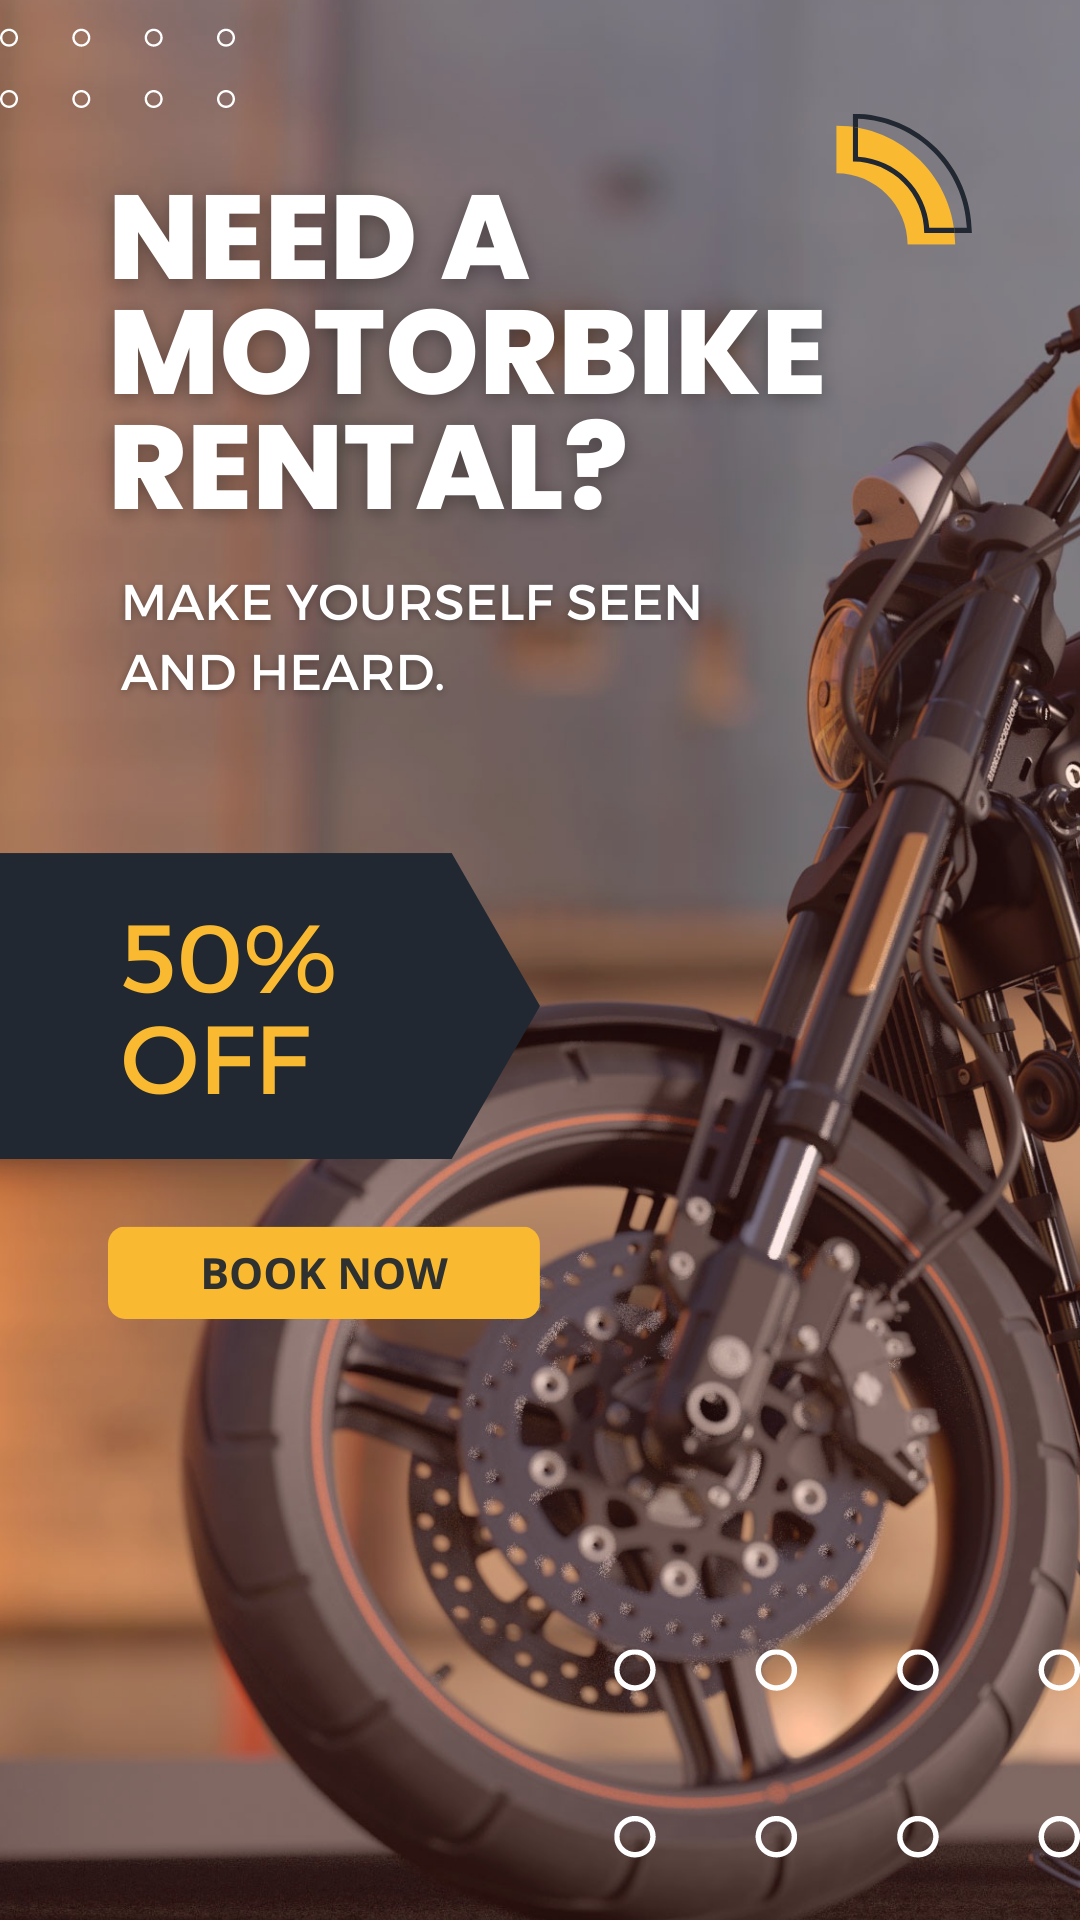 NEED A
MOTORBIKE
RENTAL?
MAKE YOURSELF SEEN
AND HEARD.
50%
OFF
BOOK NOW